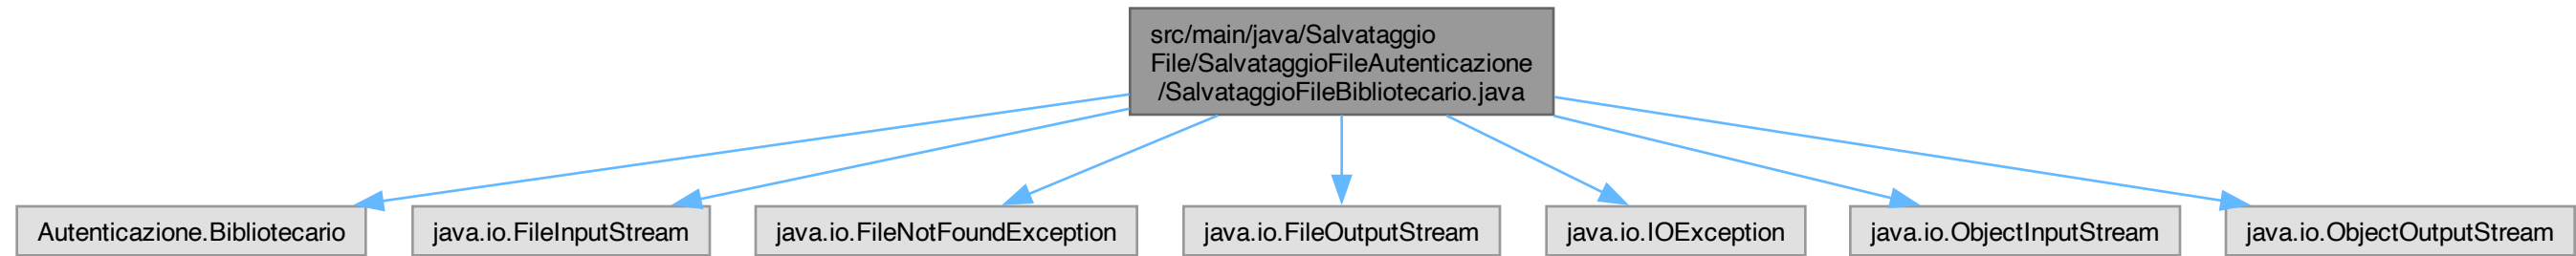 src/main/java/Salvataggio
File/SalvataggioFileAutenticazione
/SalvataggioFileBibliotecario.java
Autenticazione.Bibliotecario
java.io.FileInputStream
java.io.FileNotFoundException
java.io.FileOutputStream
java.io.IOException
java.io.ObjectInputStream
java.io.ObjectOutputStream